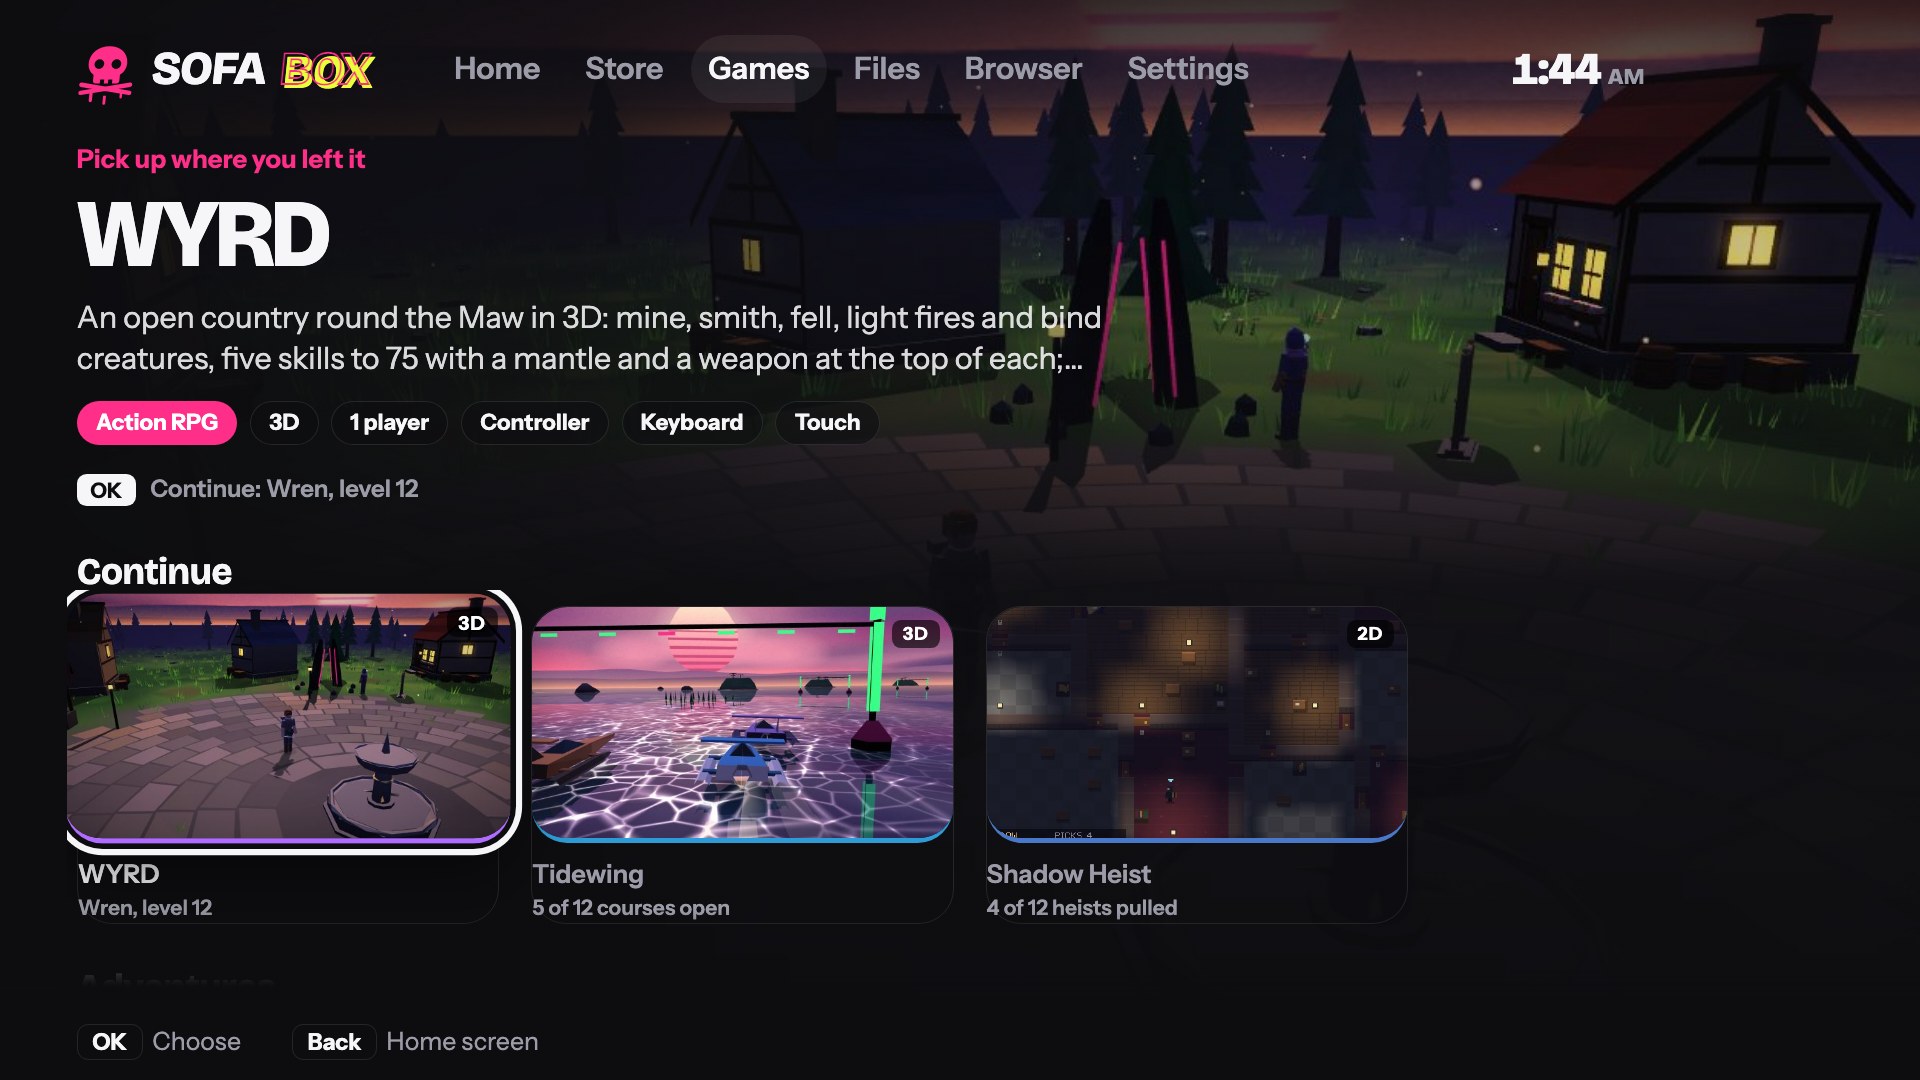 SOFA BOX
Home
Store
Games
Files
Browser
Settings
1:44 AM
Pick up where you left it
WYRD
An open country round the Maw in 3D: mine, smith, fell, light fires and bind
creatures, five skills to 75 with a mantle and a weapon at the top of each;...
Action RPG
3D
1 player
Controller
Keyboard
Touch
OK Continue: Wren, level 12
Continue
3D
3D
2D
PICKS 4
WYRD
Wren, level 12
Tidewing
5 of 12 courses open
Shadow Heist
4 of 12 heists pulled
Adventures
OK Choose
Back Home screen